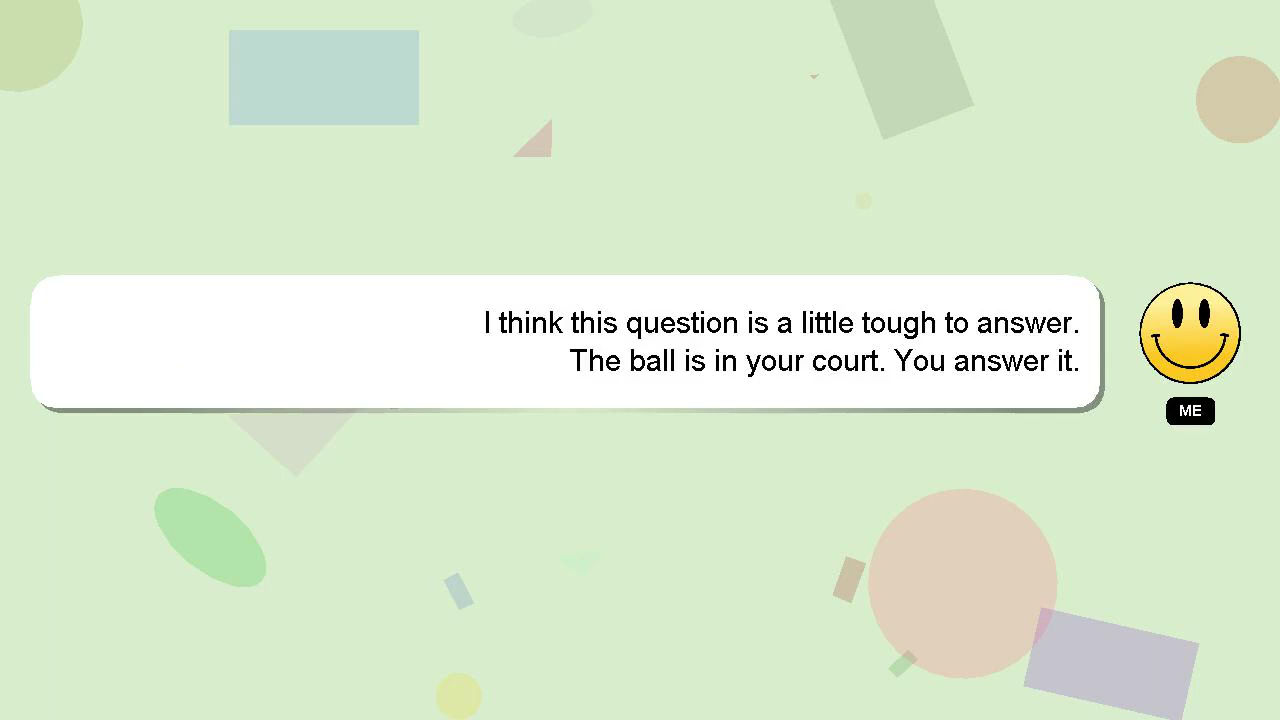 I think this question is a little tough to answer.
The ball is in your court. You answer it.
ME